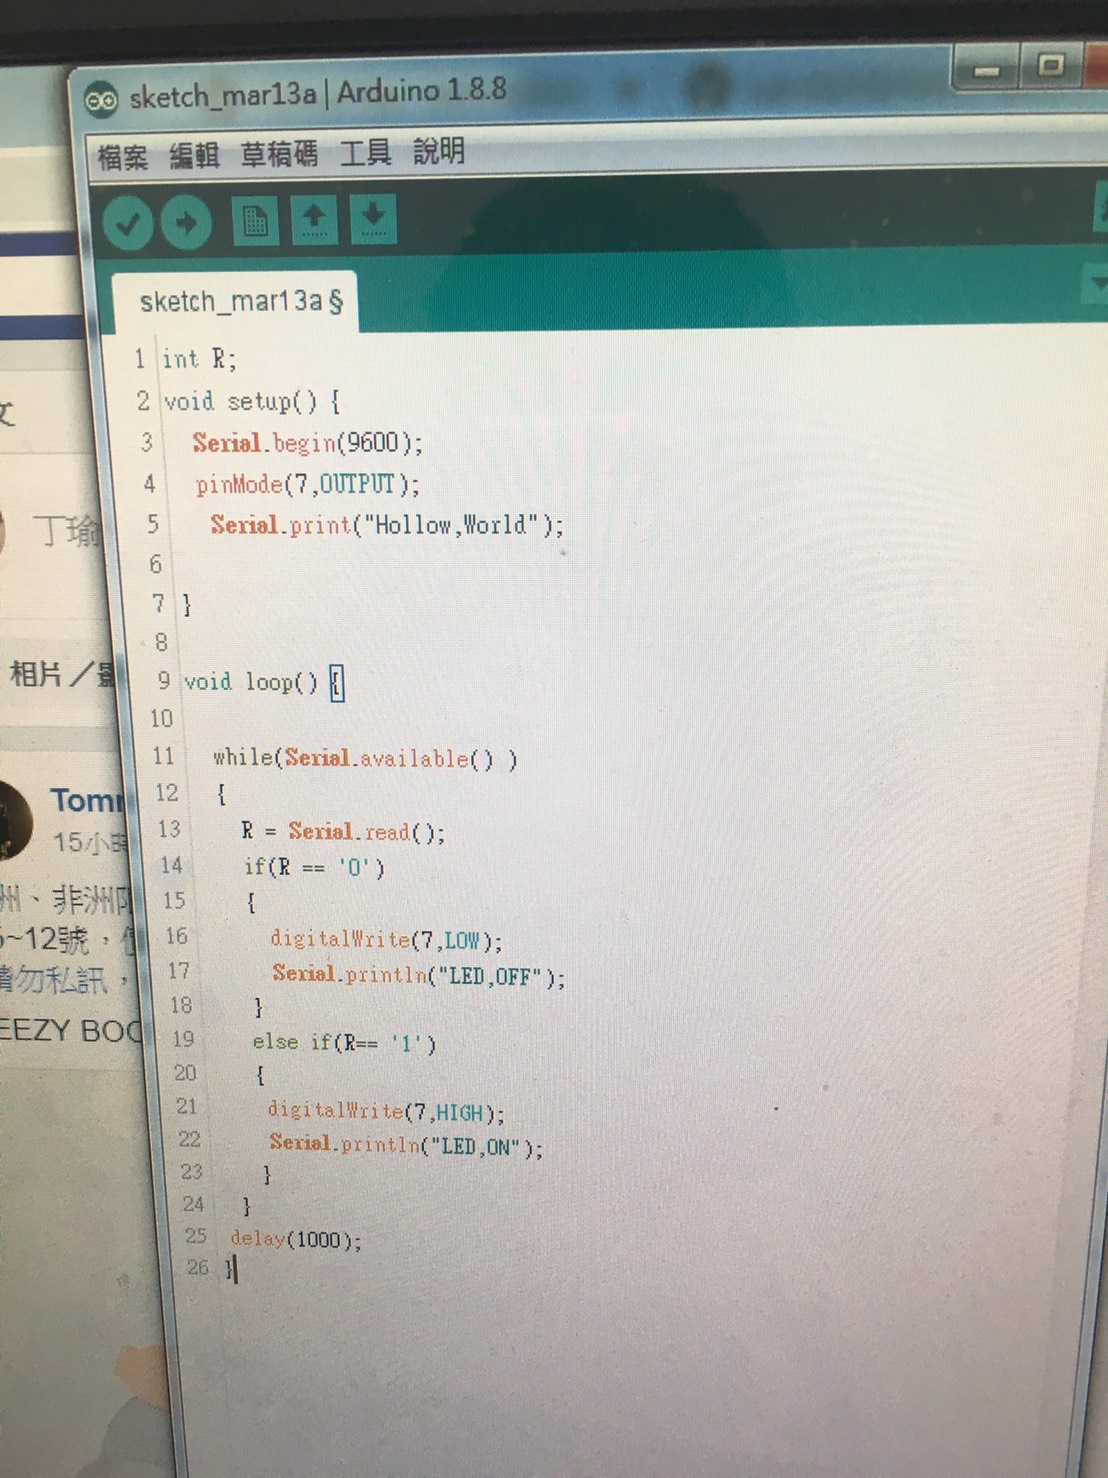 sketch_mar13a | Arduino 1.8.8
檔案 編輯 草稿碼 工具 說明
sketch_mar13a §
1 int R;
2 void setup() {
3 Serial.begin(9600);
4 pinMode(7,OUTPUT);
5 Serial.print("Hollow,World");
6
7 }
8
9 void loop() {
10
11 while(Serial.available() )
12 {
13 R = Serial.read();
14 if(R == '0')
15 {
16 digitalWrite(7,LOW);
17 Serial.println("LED,OFF");
18 }
19 else if(R== '1')
20 {
21 digitalWrite(7,HIGH);
22 Serial.println("LED,ON");
23 }
24 }
25 delay(1000);
26 }
文
丁瑜
相片／
Tom
15小
州、非洲
~12號，
請勿私訊，
EEZY BOO